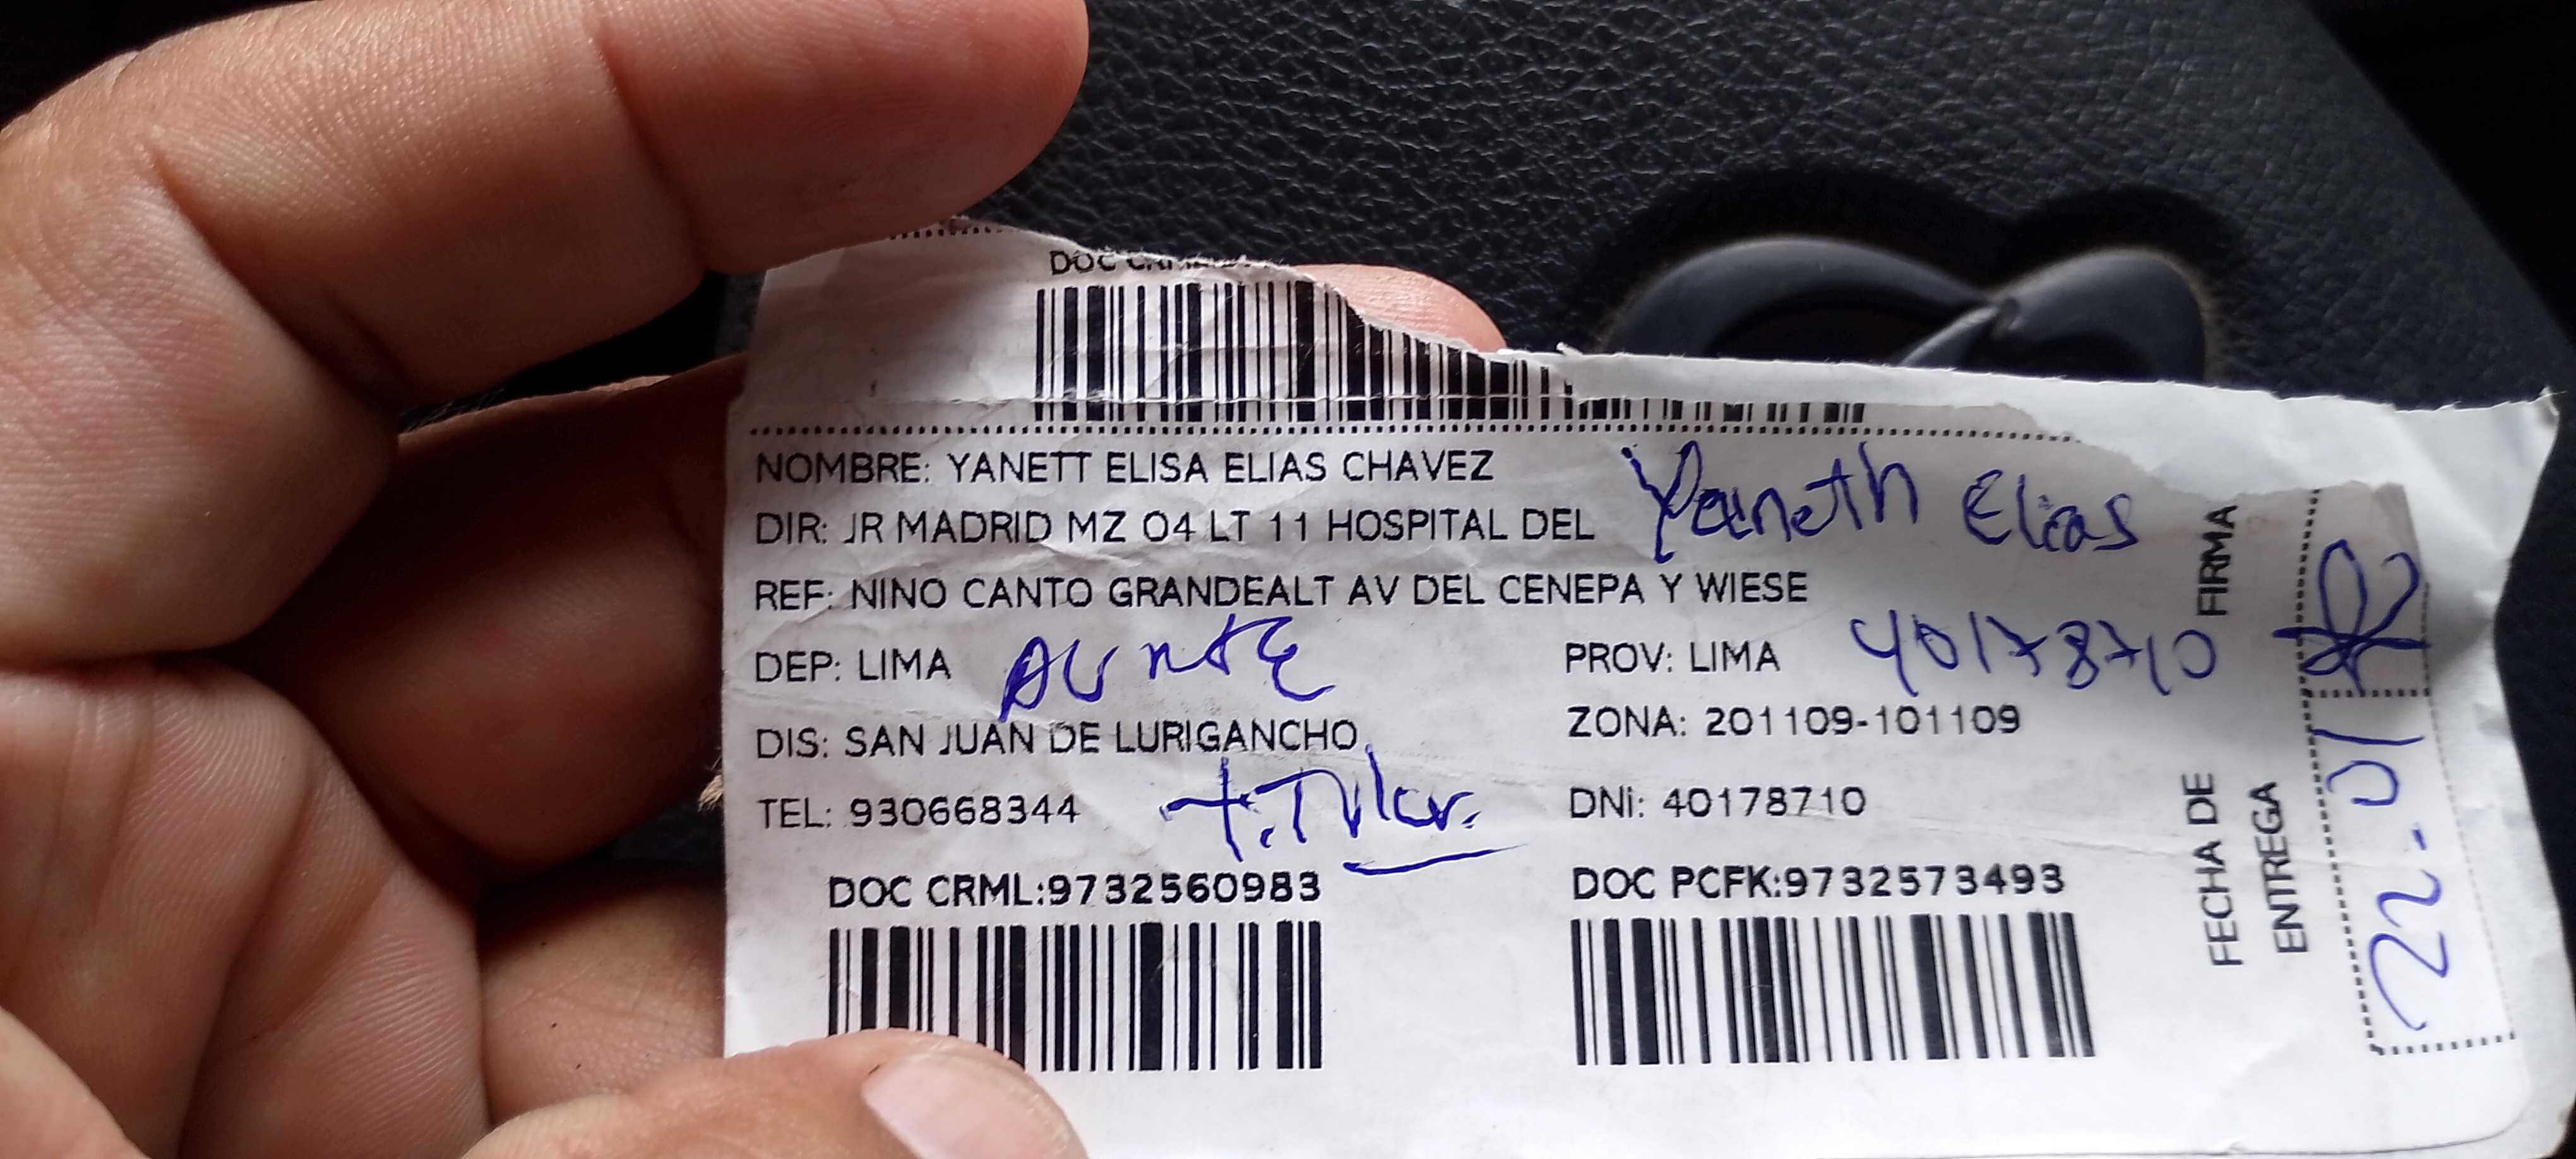 DOC
NOMBRE: YANETT ELISA ELIAS CHAVEZ
Yaneth Elias
DIR: JR MADRID MZ 04 LT 11 HOSPITAL DEL
REF: NINO CANTO GRANDEALT AV DEL CENEPA Y WIESE
DEP: LIMA
PROV: LIMA
40178710
DIS: SAN JUAN DE LURIGANCHO
ZONA: 201109-101109
TEL: 930668344
DNi: 40178710
DOC CRML:9732560983
DOC PCFK:9732573493
FIRMA
FECHA DE
ENTREGA
22-01